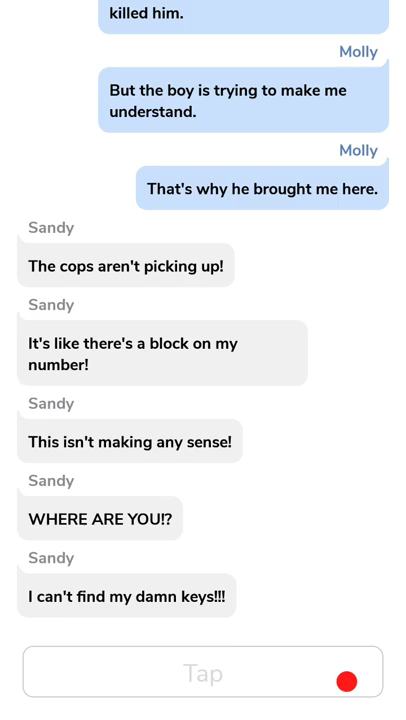 killed him.
Molly
But the boy is trying to make me
understand.
Molly
That's why he brought me here.
Sandy
The cops aren't picking up!
Sandy
It's like there's a block on my
number!
Sandy
This isn't making any sense!
Sandy
WHERE ARE YOU!?
Sandy
I can't find my damn keys!!!
Tap